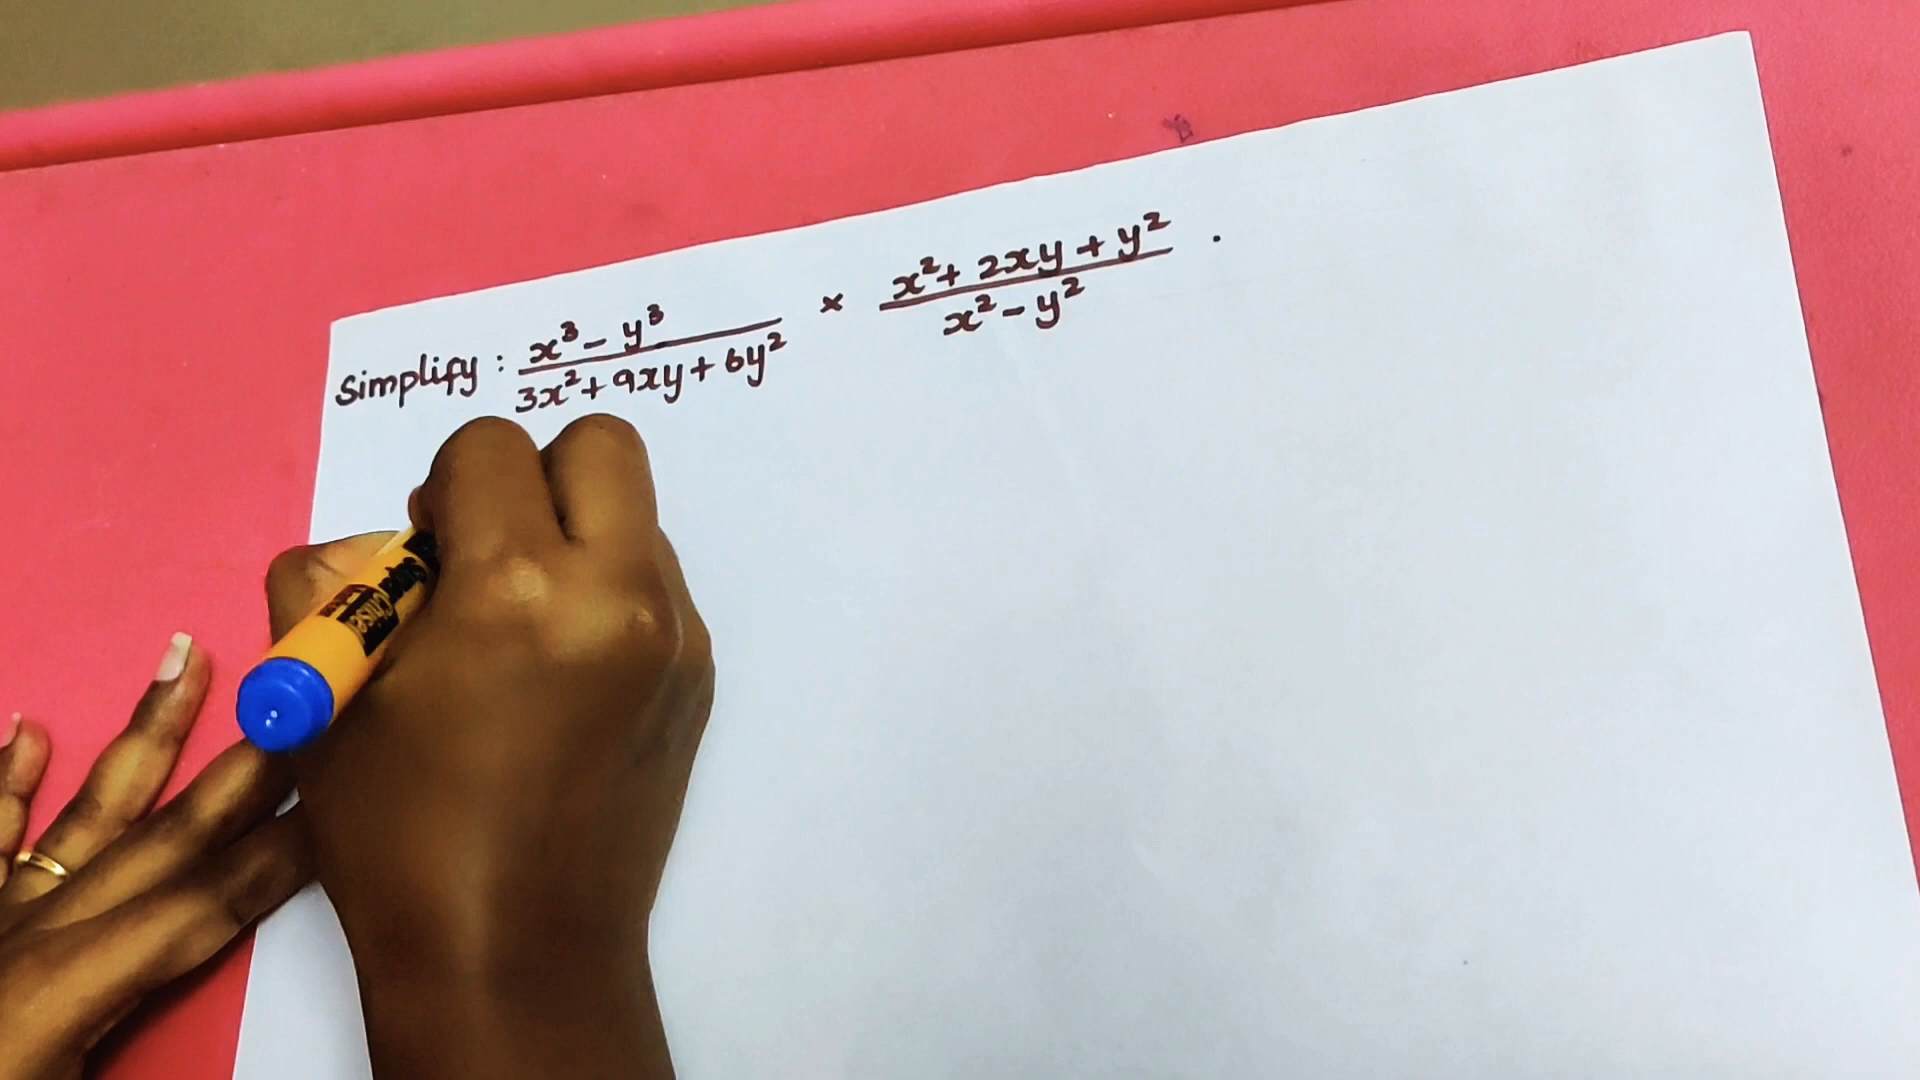 Simplify : x³ - y³ / 3x² + 9xy + 6y² × x² + 2xy + y² / x² - y² .